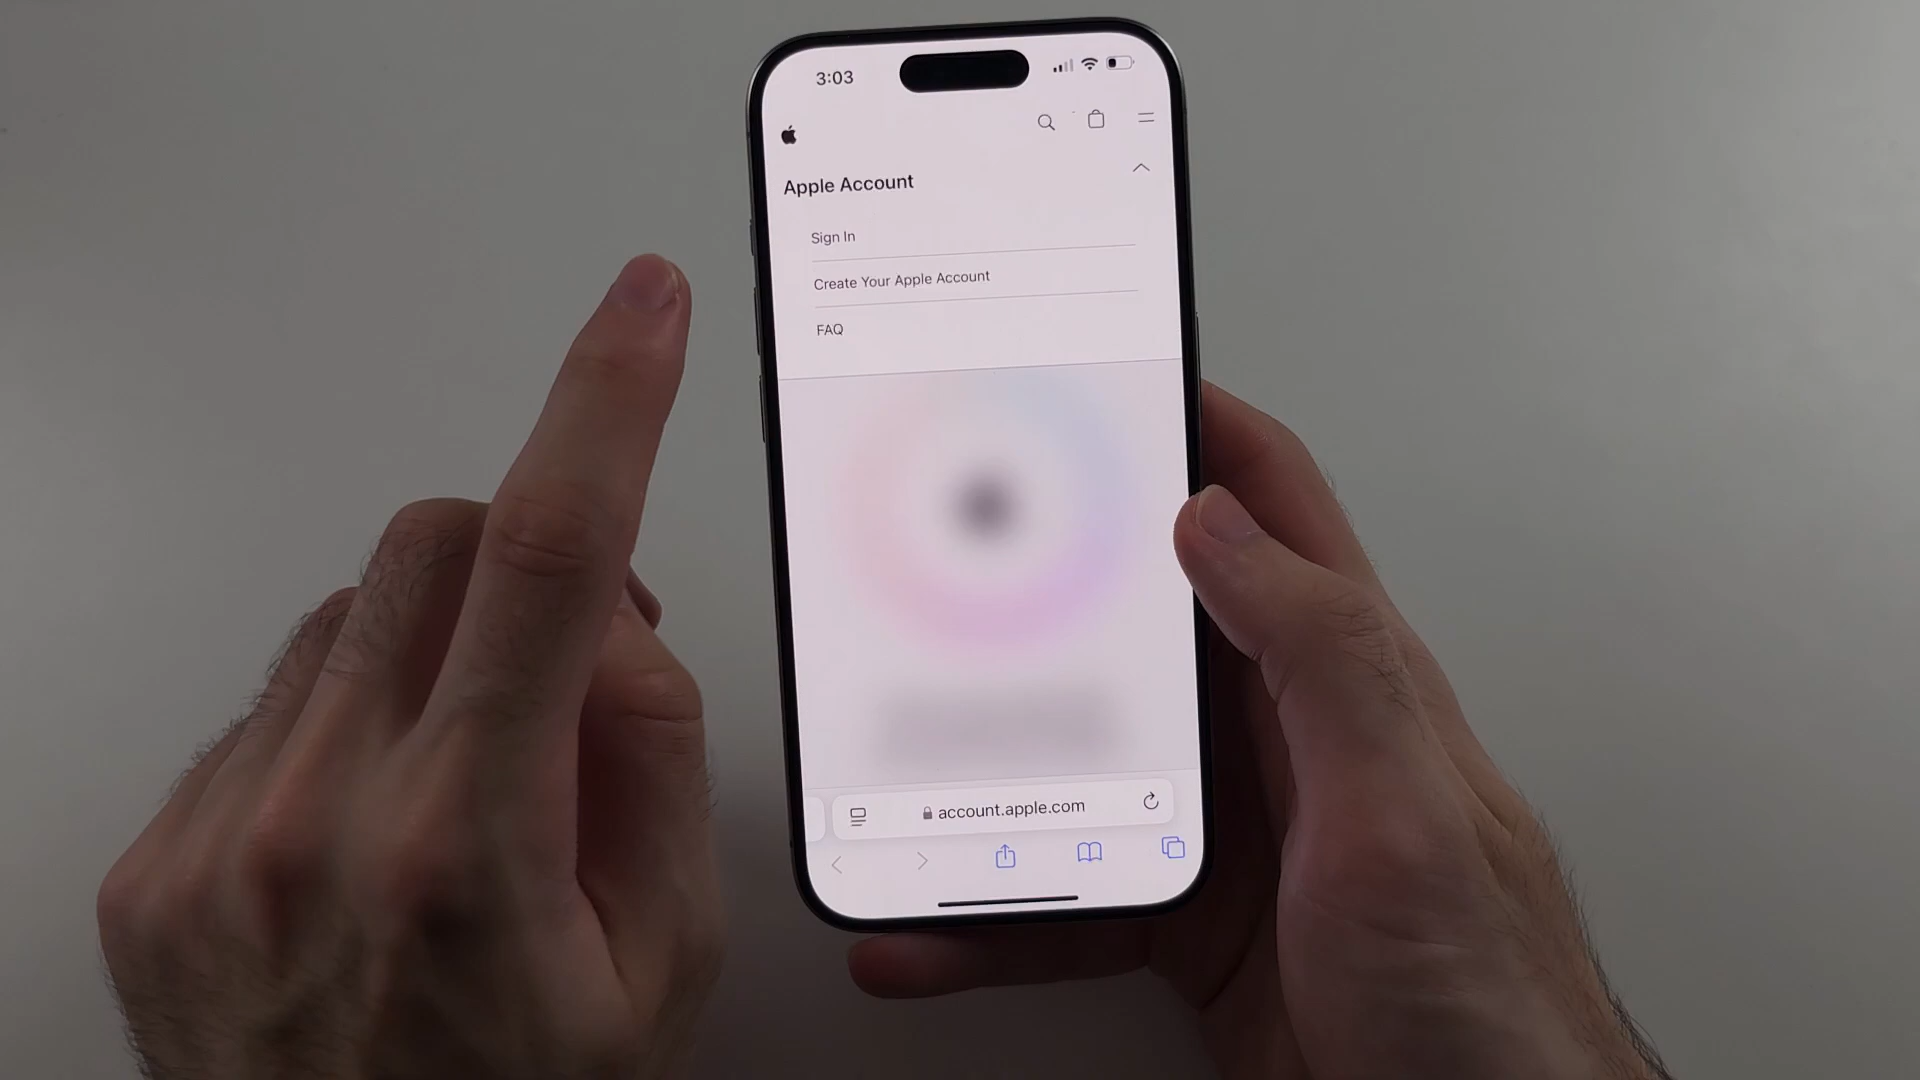 3:03
Apple Account
Sign In
Create Your Apple Account
FAQ
account.apple.com